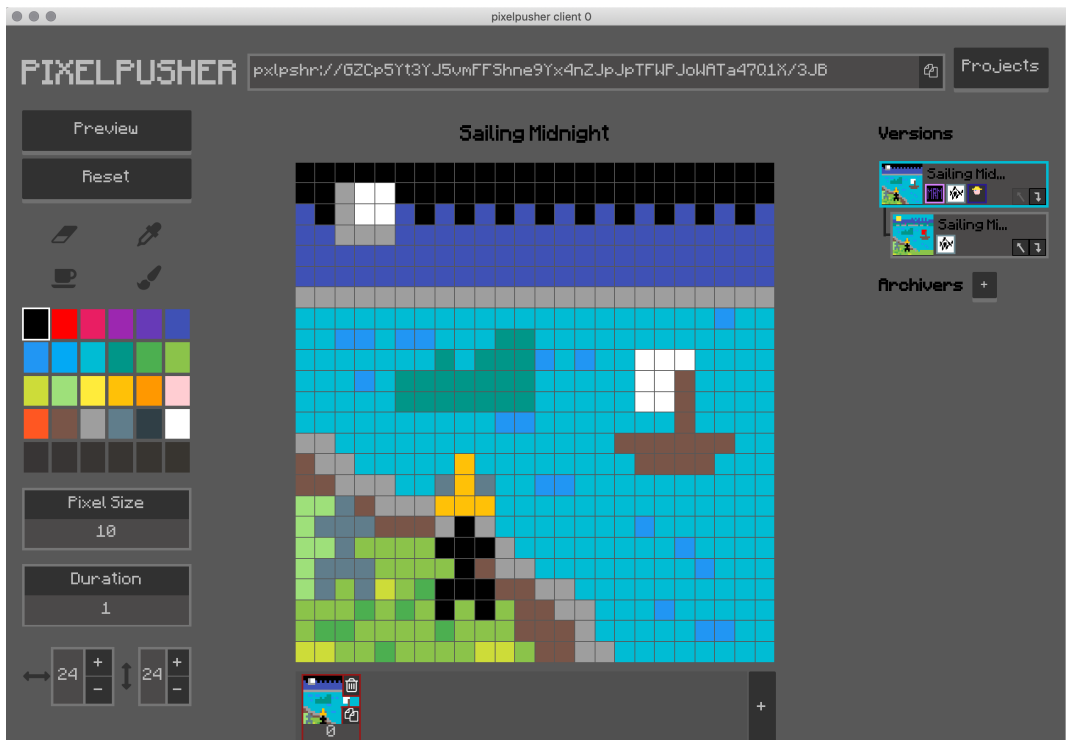 pixelpusher client 0
PIXELPUSHER
pxlpshr://GZCp5Yt3YJ5vmFFShne9Yx4nZJpJpTFWPJoWATa47Q1X/3JB
Projects
Preview
Reset
Sailing Midnight
Versions
Sailing Mid...
Sailing Mi...
Archivers +
Pixel Size
10
Duration
1
24 + -
24 + -
0
+